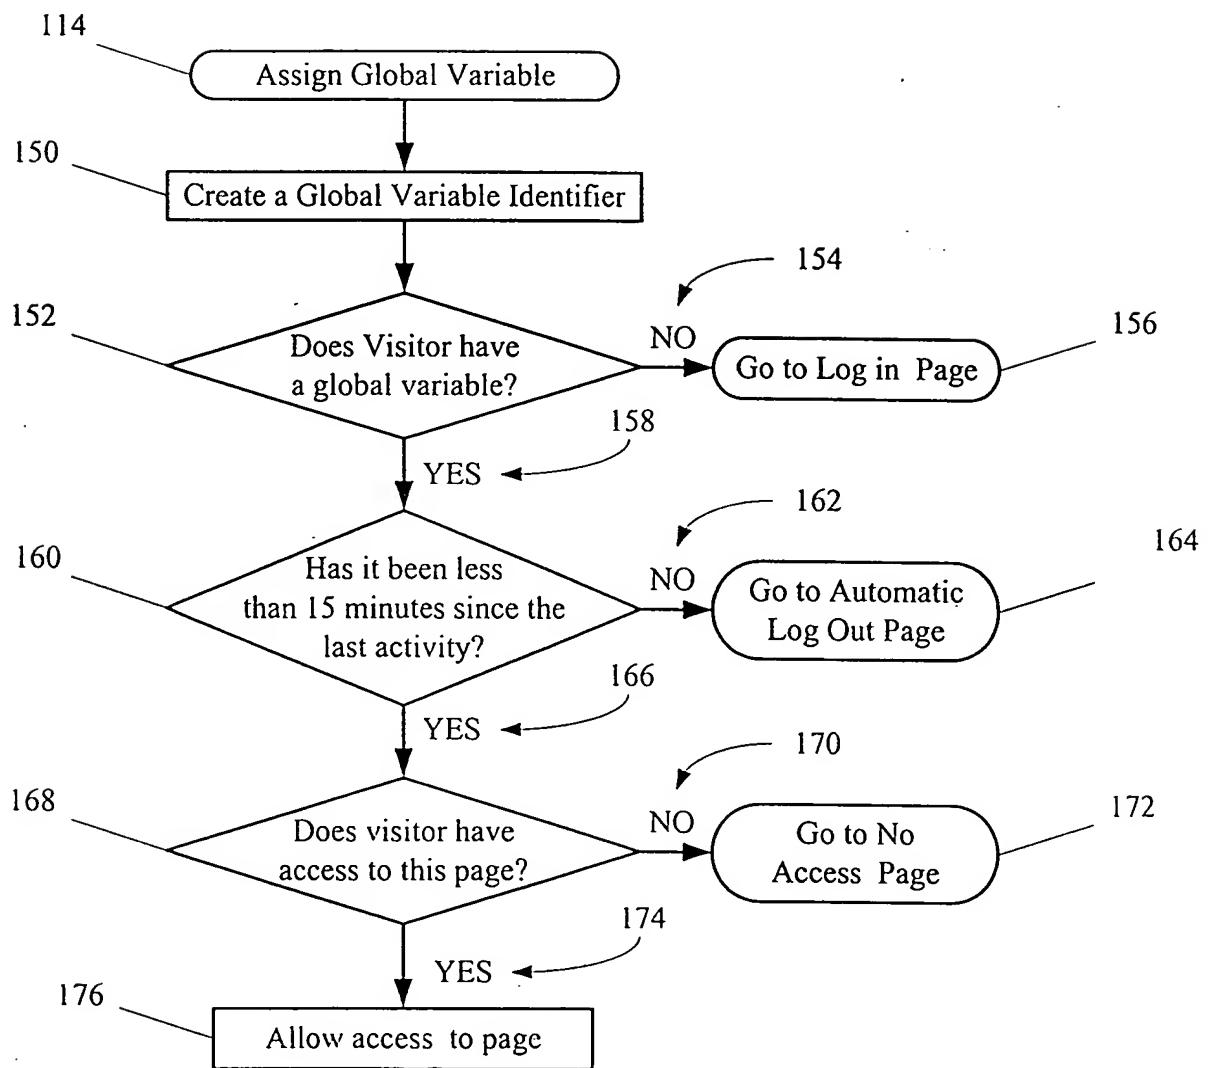 114
Assign Global Variable
150
Create a Global Variable Identifier
154
152
NO
156
Does Visitor have
a global variable?
Go to Log in Page
158
YES
162
160
NO
164
Has it been less
than 15 minutes since the
last activity?
Go to Automatic
Log Out Page
166
YES
170
168
NO
172
Does visitor have
access to this page?
Go to No
Access Page
174
YES
176
Allow access to page